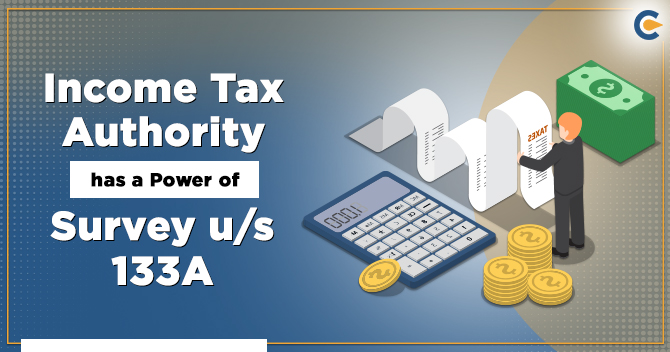 Income Tax
Authority
has a Power of
Survey u/s
133A
TAXES